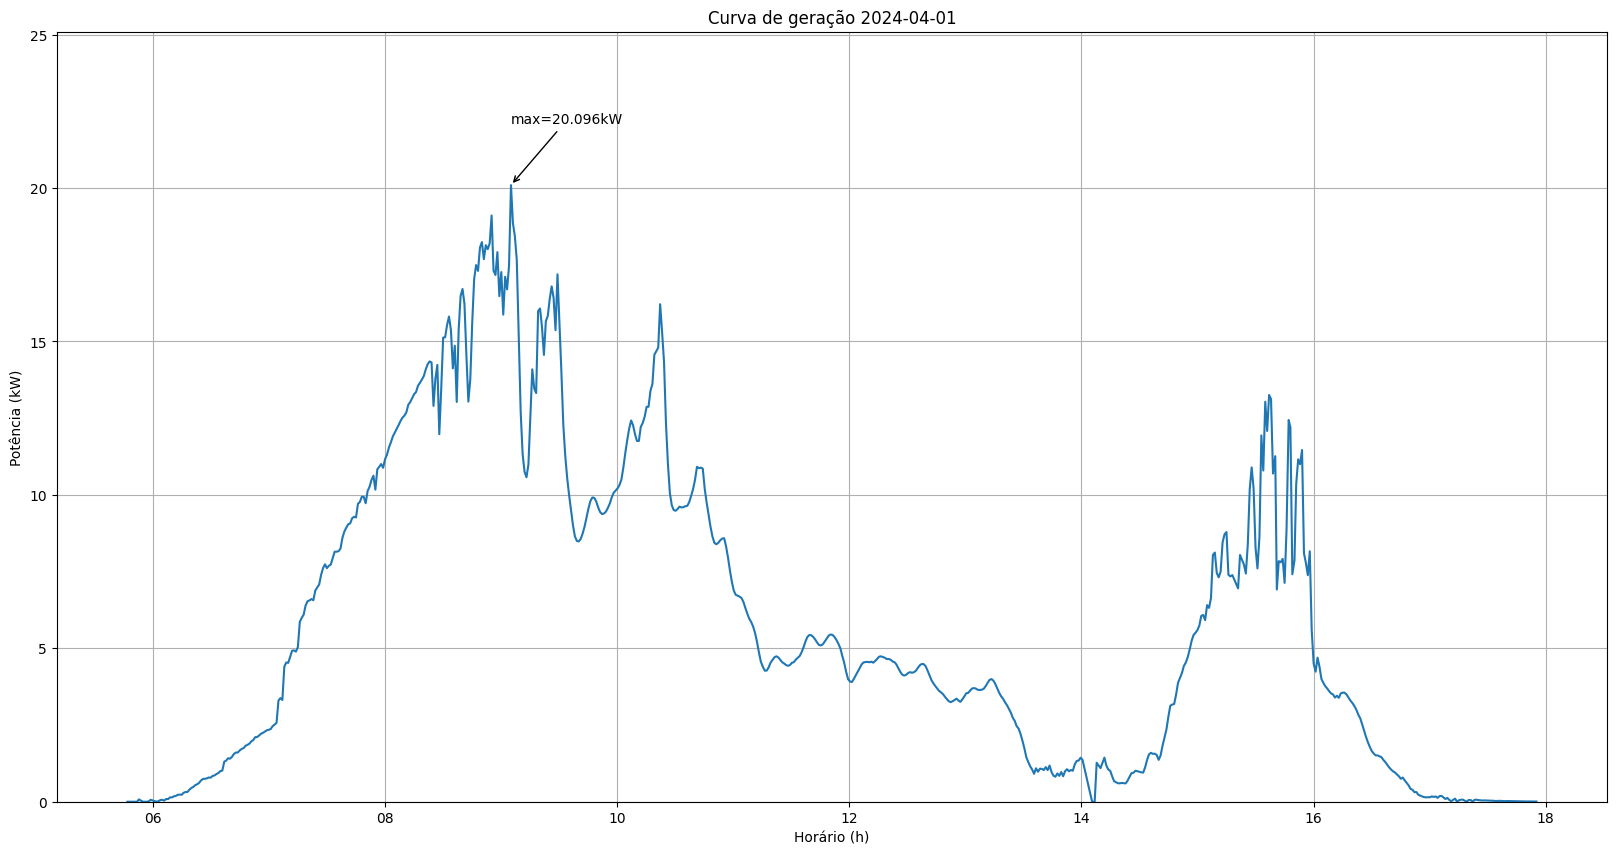 Curva de geração 2024-04-01
25
20
15
10
5
0
max=20.096kW
Potência (kW)
06 08 10 12 14 16 18
Horário (h)